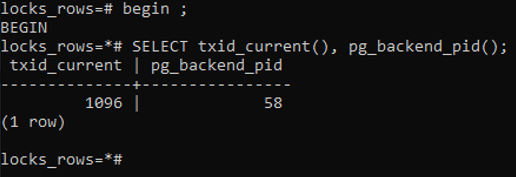 locks_rows=# begin ;
BEGIN
locks_rows=*# SELECT txid_current(), pg_backend_pid();
 txid_current | pg_backend_pid
--------------+----------------
         1096 |             58
(1 row)

locks_rows=*#